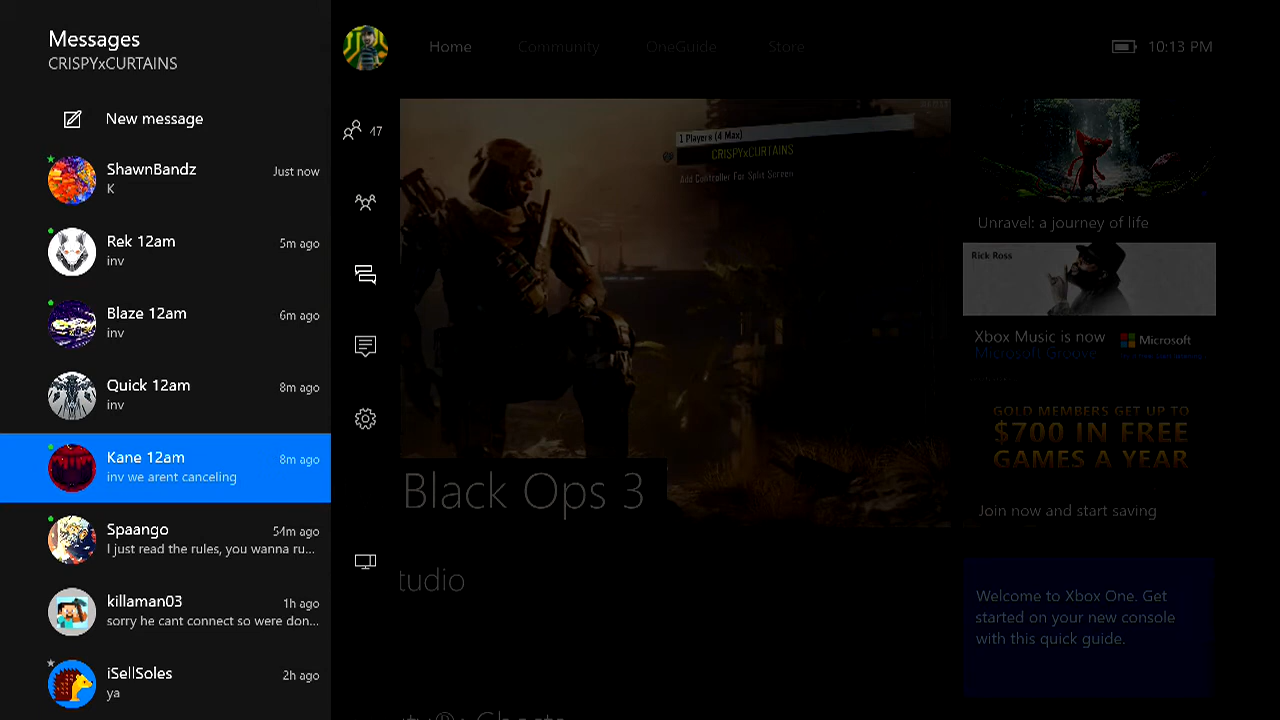 Messages
CRISPYxCURTAINS
New message
ShawnBandz
Just now
K
Rek 12am
5m ago
inv
Blaze 12am
6m ago
inv
Quick 12am
8m ago
inv
Kane 12am
8m ago
inv we arent canceling
Spaango
54m ago
I just read the rules, you wanna ru...
killaman03
1h ago
sorry he cant connect so were don...
iSellSoles
2h ago
ya
Home
Community
OneGuide
Store
10:13 PM
47
1 Players (4 Max)
CRISPYxCURTAINS
Add Controller For Split Screen
Black Ops 3
tudio
Unravel: a journey of life
Rick Ross
Xbox Music is now
Microsoft Groove
Microsoft
GOLD MEMBERS GET UP TO
$700 IN FREE
GAMES A YEAR
Join now and start saving
Welcome to Xbox One. Get
started on your new console
with this quick guide.